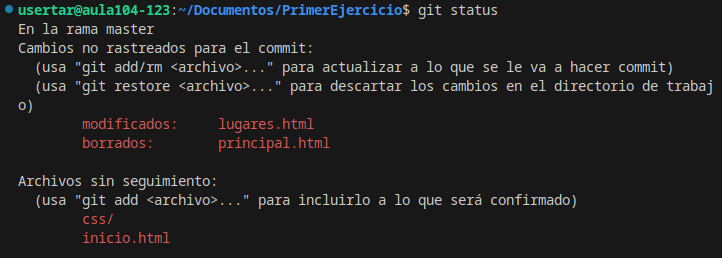 usertar@aula104-123:~/Documentos/PrimerEjercicio$ git status
En la rama master
Cambios no rastreados para el commit:
  (usa "git add/rm <archivo>..." para actualizar a lo que se le va a hacer commit)
  (usa "git restore <archivo>..." para descartar los cambios en el directorio de trabaj
o)
        modificados:     lugares.html
        borrados:        principal.html

Archivos sin seguimiento:
  (usa "git add <archivo>..." para incluirlo a lo que será confirmado)
        css/
        inicio.html